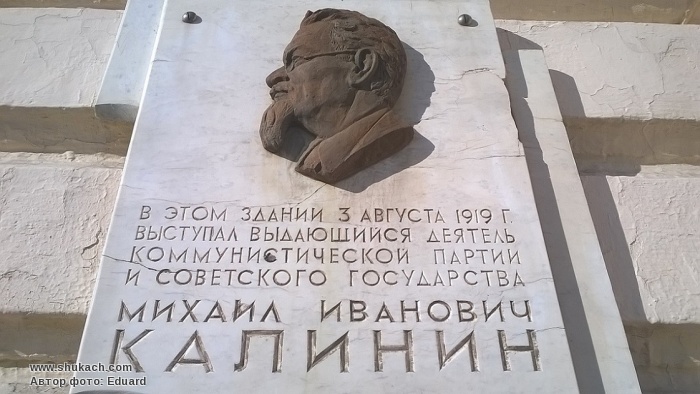 В ЭТОМ ЗДАНИИ 3 АВГУСТА 1919 Г.
ВЫСТУПАЛ ВЫДАЮЩИЙСЯ ДЕЯТЕЛЬ
КОММУНИСТИЧЕСКОЙ ПАРТИИ
И СОВЕТСКОГО ГОСУДАРСТВА
МИХАИЛ ИВАНОВИЧ
КАЛИНИН
www.shukach.com
Автор фото: Eduard